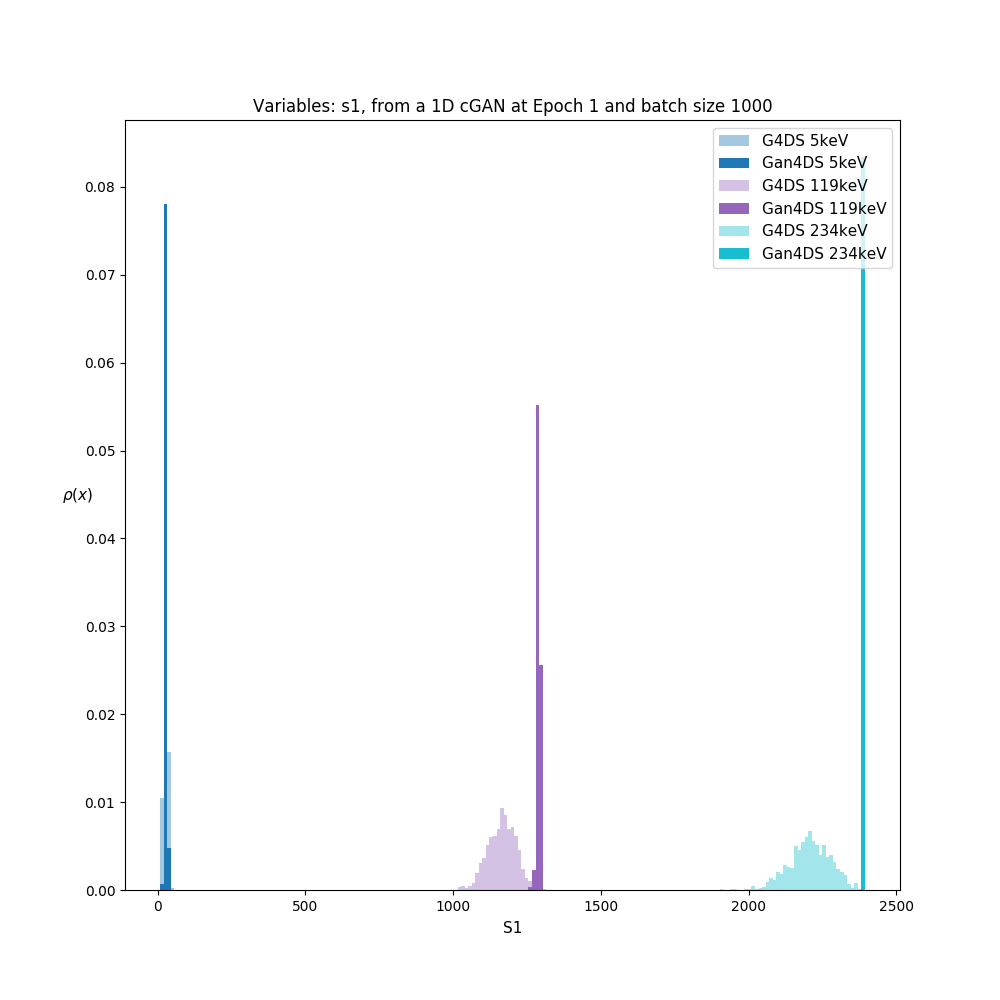 Variables: s1, from a 1D cGAN at Epoch 1 and batch size 1000
G4DS 5keV
Gan4DS 5keV
G4DS 119keV
Gan4DS 119keV
G4DS 234keV
Gan4DS 234keV
0.08
0.07
0.06
0.05
ρ(x)
0.04
0.03
0.02
0.01
0.00
0 500 1000 1500 2000 2500
S1